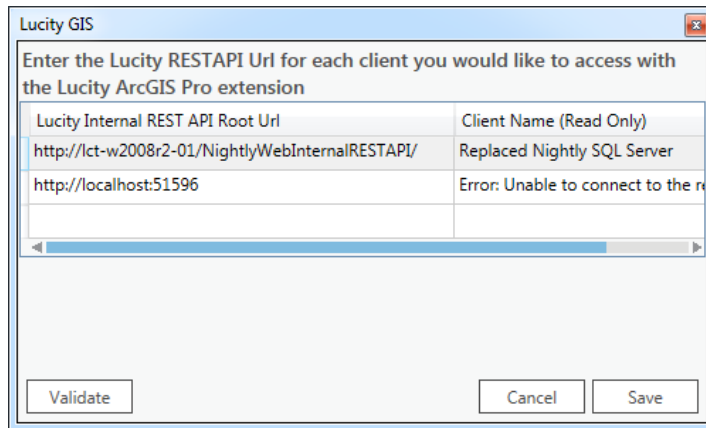 Lucity GIS
Enter the Lucity RESTAPI Url for each client you would like to access with
the Lucity ArcGIS Pro extension
Lucity Internal REST API Root Url Client Name (Read Only)
http://lct-w2008r2-01/NightlyWebInternalRESTAPI/ Replaced Nightly SQL Server
http://localhost:51596 Error: Unable to connect to the
Validate Cancel Save